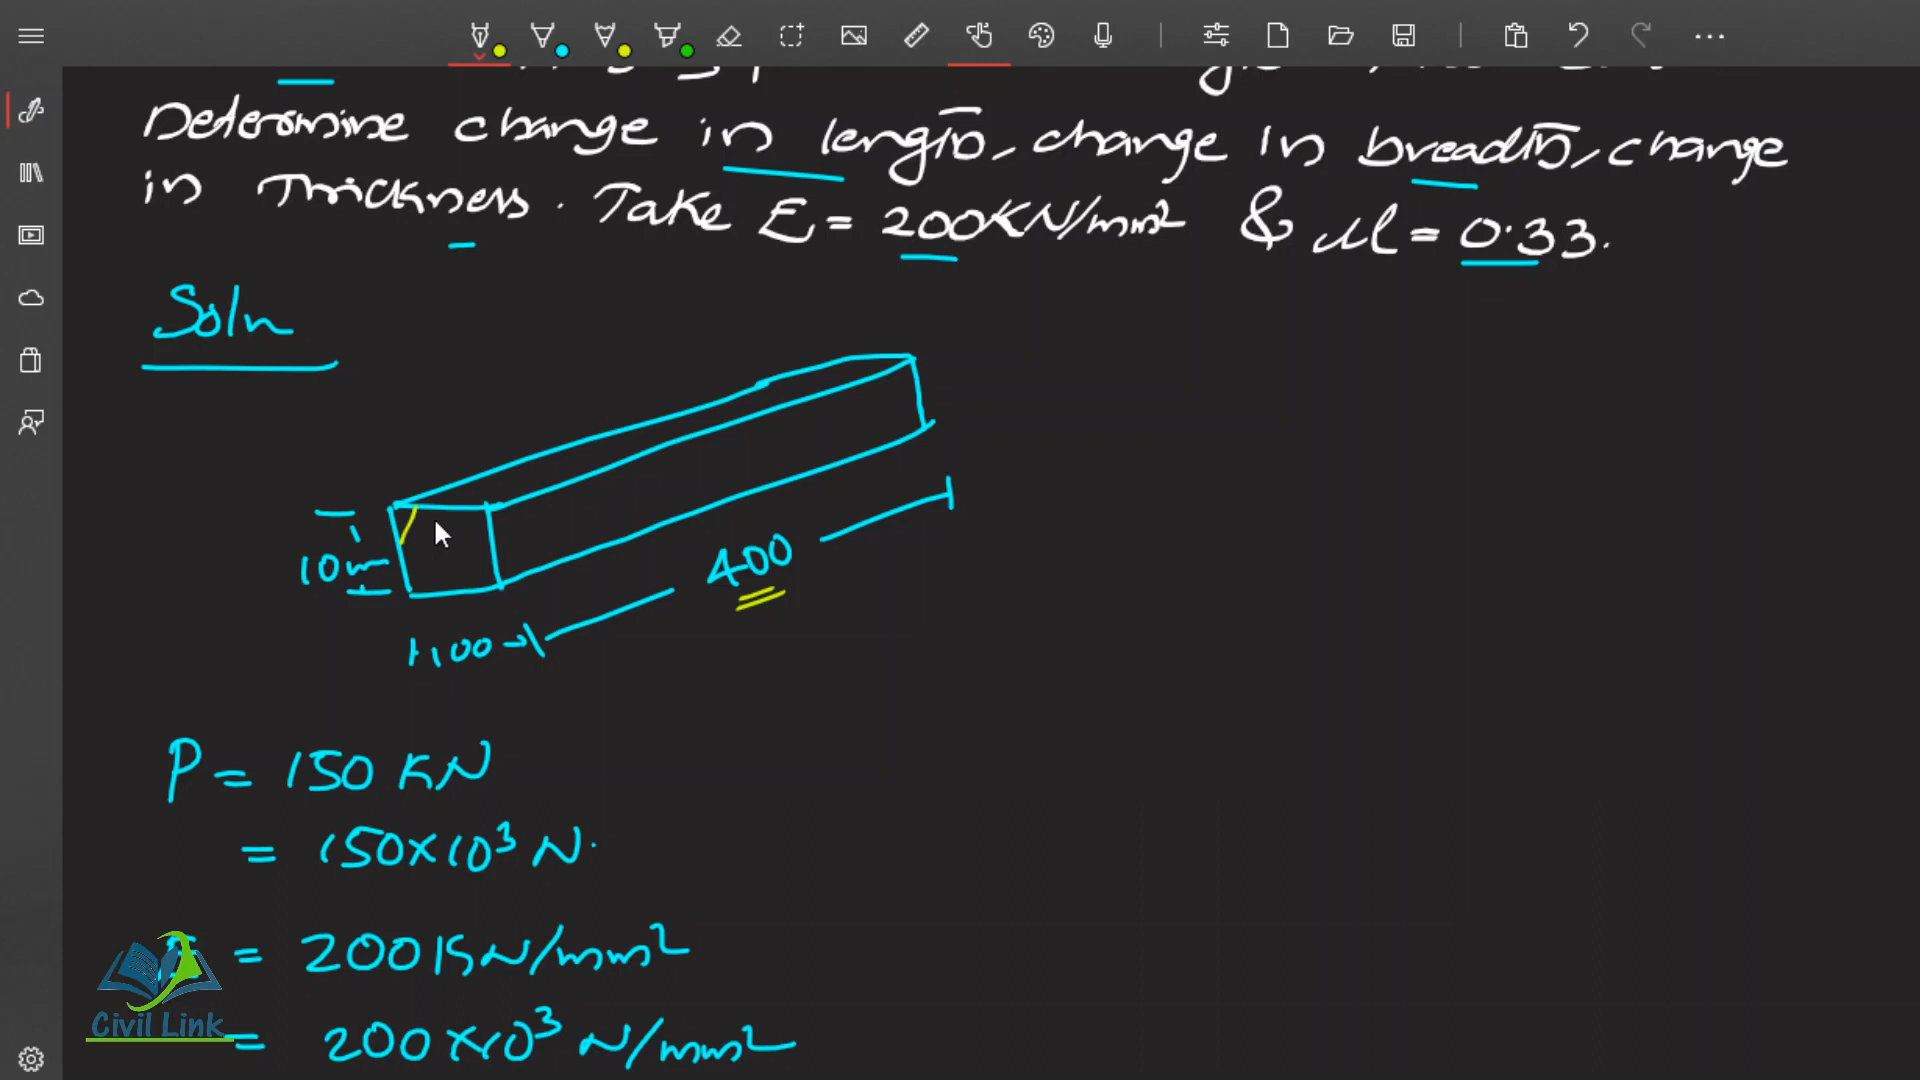 Determine change in length, change in breadth, change
in Thickness. Take E = 200KN/mm² & μ = 0.33.
Soln
10m
400
100
P = 150 KN
= 150×10³ N.
= 200KN/mm²
Civil Link
= 200×10³ N/mm²